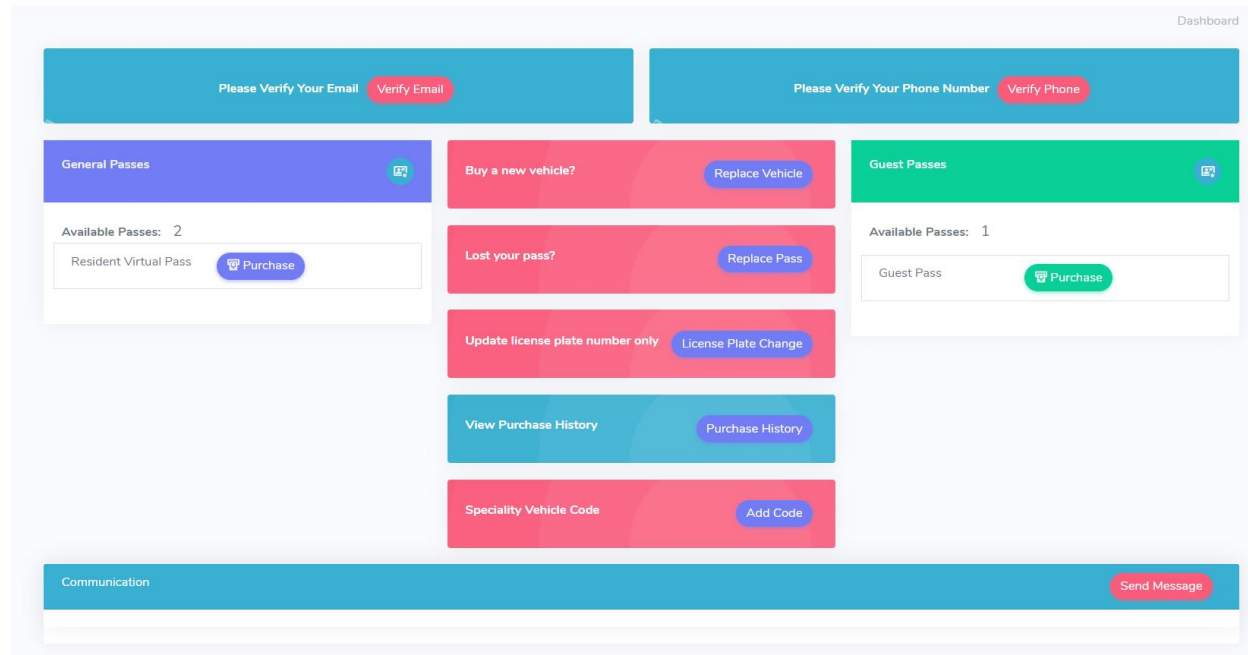 Dashboard
Please Verify Your Email Verify Email
Please Verify Your Phone Number Verify Phone
General Passes
Available Passes: 2
Resident Virtual Pass Purchase
Buy a new vehicle? Replace Vehicle
Lost your pass? Replace Pass
Update license plate number only License Plate Change
View Purchase History Purchase History
Speciality Vehicle Code Add Code
Guest Passes
Available Passes: 1
Guest Pass Purchase
Communication Send Message